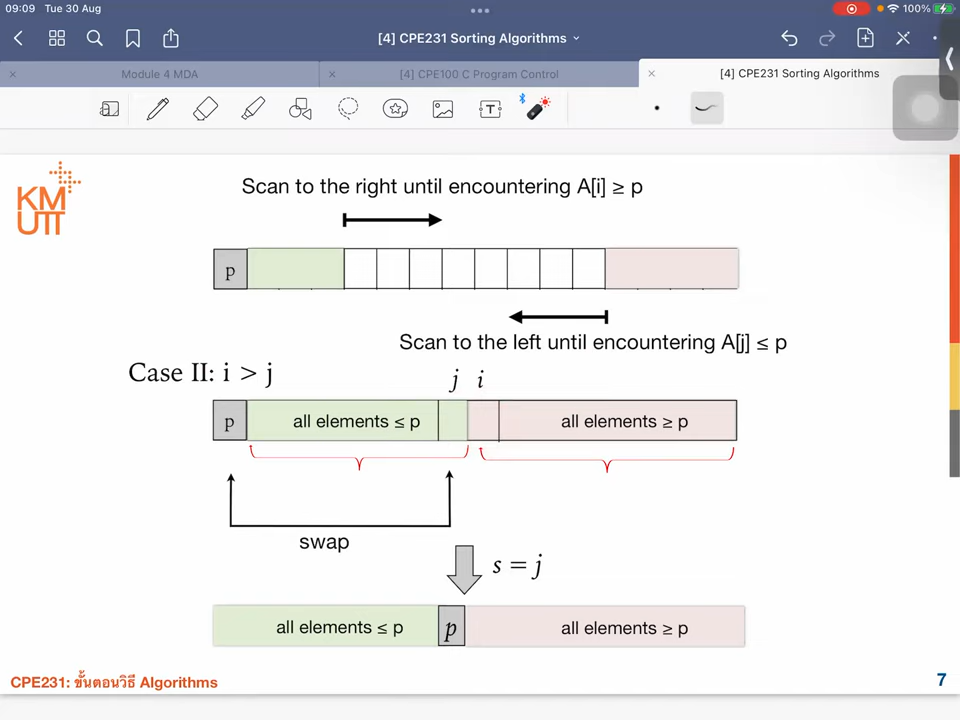 09:09 Tue 30 Aug
100%
[4] CPE231 Sorting Algorithms
Module 4 MDA
[4] CPE100 C Program Control
[4] CPE231 Sorting Algorithms
T
KM
UTT
Scan to the right until encountering A[i] ≥ p
p
Scan to the left until encountering A[j] ≤ p
Case II: i > j
j i
p all elements ≤ p all elements ≥ p
swap
s = j
all elements ≤ p p all elements ≥ p
CPE231: ขั้นตอนวิธี Algorithms
7